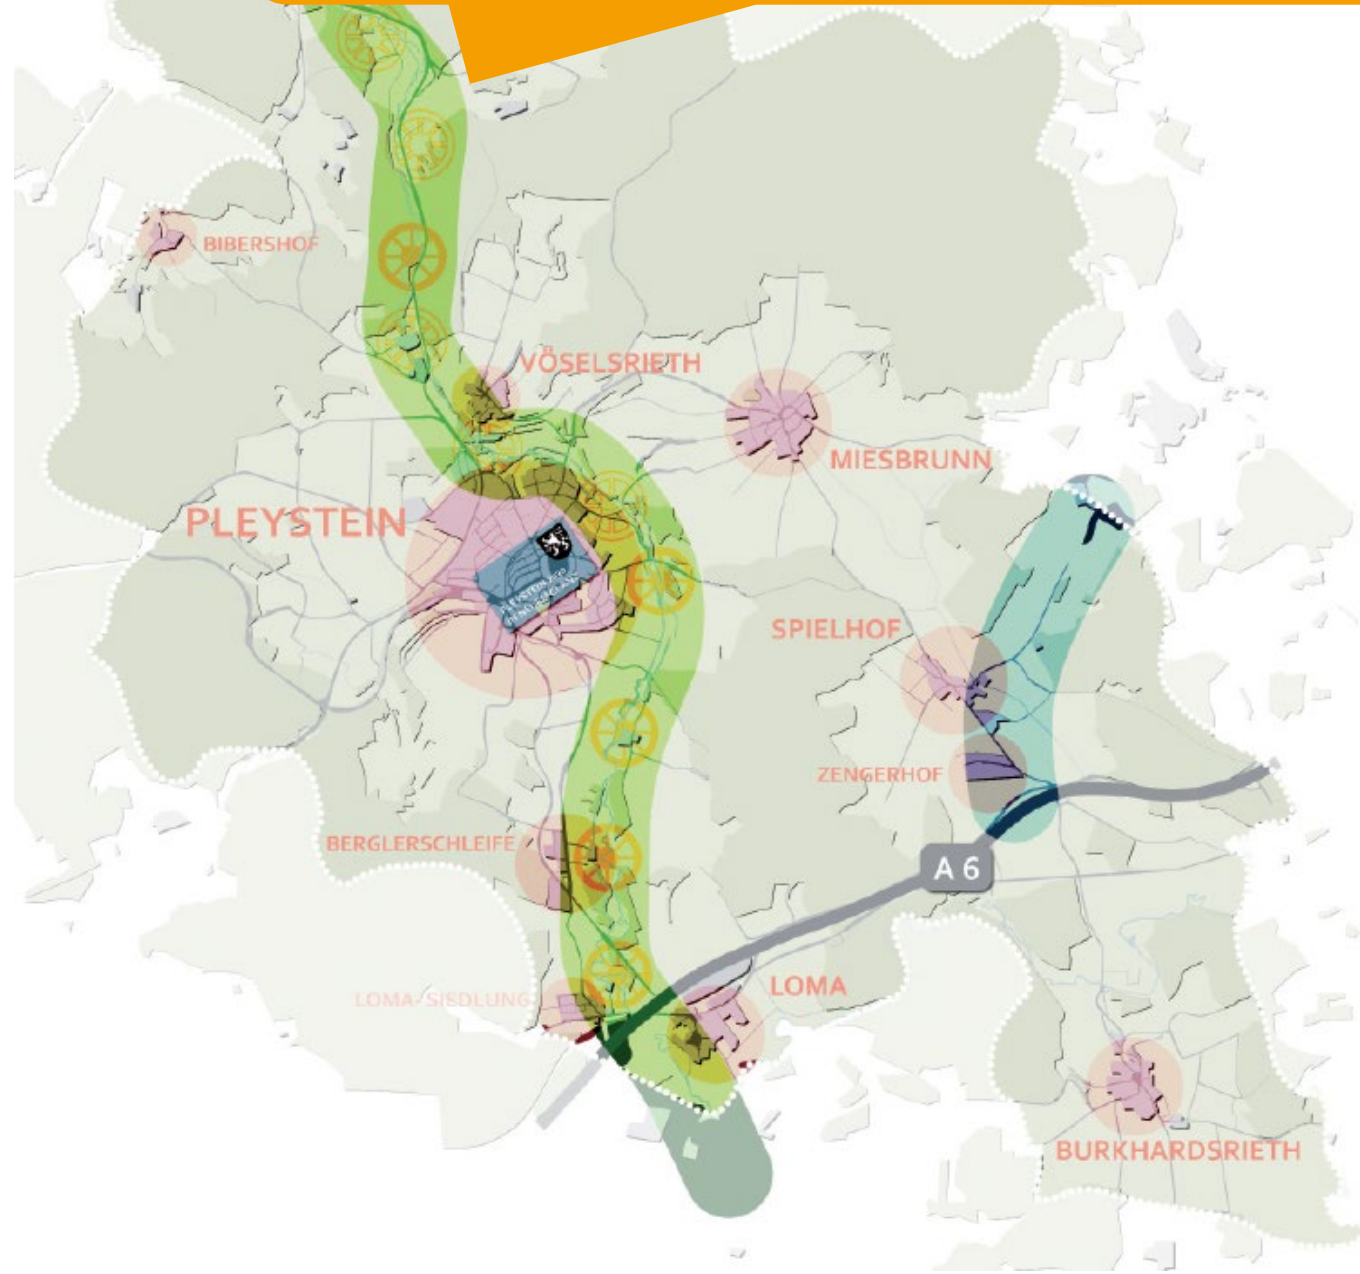 BIBERSHOF
VÖSELSRIETH
MIESBRUNN
PLEYSTEIN
SPIELHOF
ZENGERHOF
BERGLERSCHLEIFE
A 6
LOMA
LOMA-SIEDLUNG
BURKHARDSRIETH